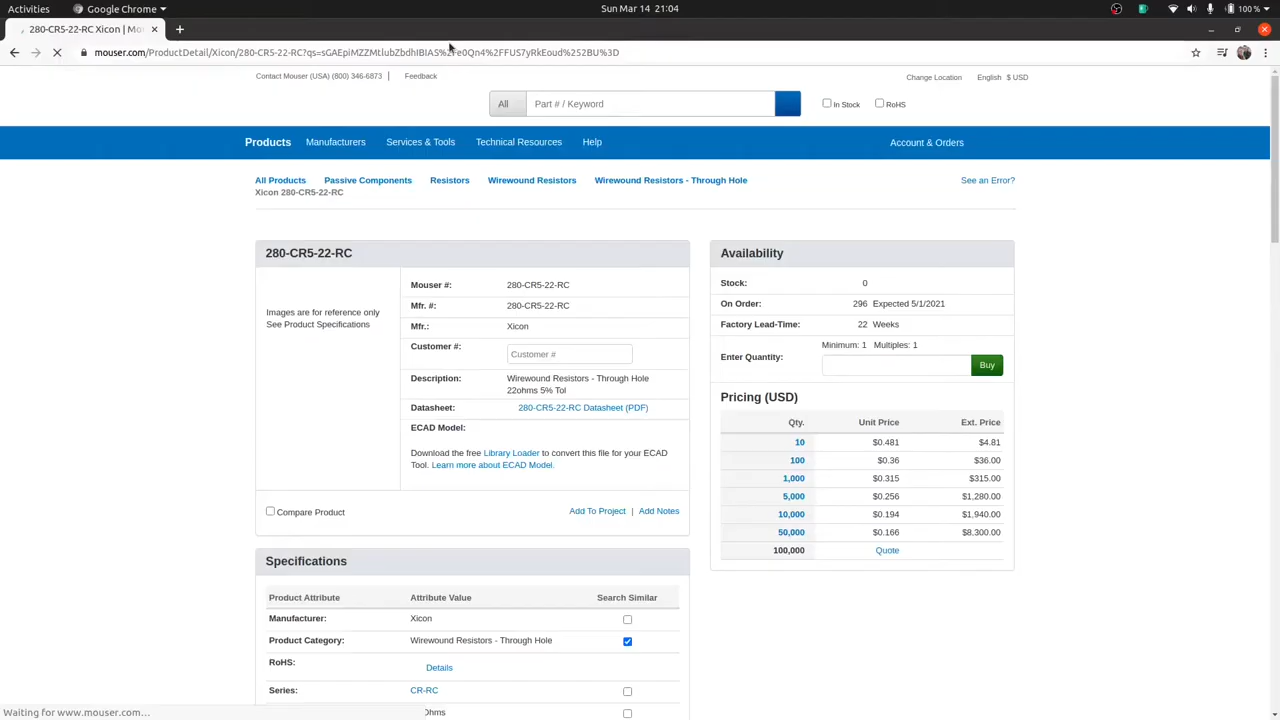 Activities
Sun Mar 14 21:04
100%
280-CR5-22-RC Xicon | Mo
mouser.com/ProductDetail/Xicon/280-CR5-22-RC?qs=sGAEpiMZZMtlubZbdhIBIAS%2Fe0Qn4%2FFUS7yRkEoud%252BU%3D
Contact Mouser (USA) (800) 346-6873 | Feedback
Change Location English $ USD
All Part # / Keyword
In Stock RoHS
Products Manufacturers Services & Tools Technical Resources Help
Account & Orders
All Products Passive Components Resistors Wirewound Resistors Wirewound Resistors - Through Hole
See an Error?
Xicon 280-CR5-22-RC
280-CR5-22-RC
Images are for reference only
See Product Specifications
Mouser #: 280-CR5-22-RC
Mfr. #: 280-CR5-22-RC
Mfr.: Xicon
Customer #: Customer #
Description: Wirewound Resistors - Through Hole
22ohms 5% Tol
Datasheet: 280-CR5-22-RC Datasheet (PDF)
ECAD Model:
Download the free Library Loader to convert this file for your ECAD
Tool. Learn more about ECAD Model.
Compare Product
Add To Project | Add Notes
Availability
Stock: 0
On Order: 296 Expected 5/1/2021
Factory Lead-Time: 22 Weeks
Minimum: 1 Multiples: 1
Enter Quantity: Buy
Pricing (USD)
Qty. Unit Price Ext. Price
10 $0.481 $4.81
100 $0.36 $36.00
1,000 $0.315 $315.00
5,000 $0.256 $1,280.00
10,000 $0.194 $1,940.00
50,000 $0.166 $8,300.00
100,000 Quote
Specifications
Product Attribute Attribute Value Search Similar
Manufacturer: Xicon
Product Category: Wirewound Resistors - Through Hole
RoHS: Details
Series: CR-RC
Ohms
Waiting for www.mouser.com...